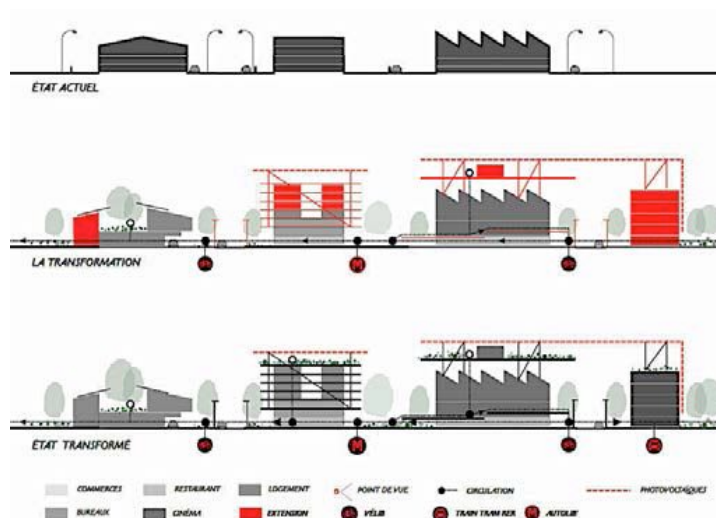 ÉTAT ACTUEL
LA TRANSFORMATION
M
ÉTAT TRANSFORMÉ
M
COMMERCES RESTAURANT LOGEMENT POINT DE VUE CIRCULATION PHOTOVOLTAÏQUES
BUREAUX CINÉMA EXTENSION VÉLIB TRAIN TRAM RER M AUTOLIB